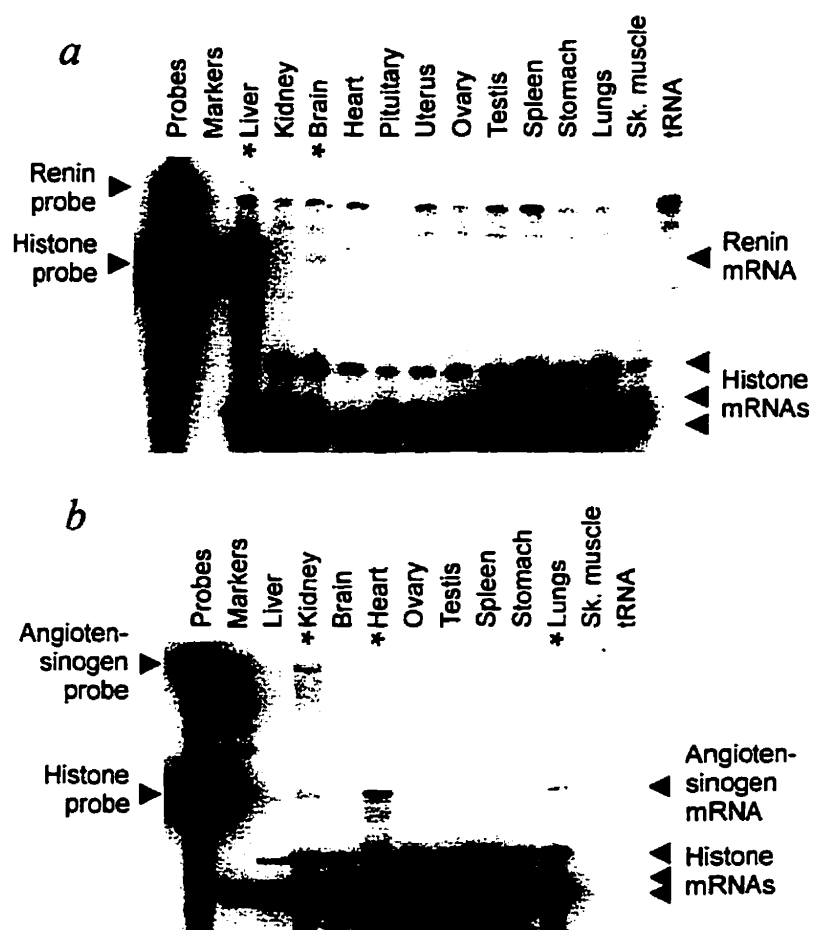 a
Probes
Markers
* Liver
Kidney
* Brain
Heart
Pituitary
Uterus
Ovary
Testis
Spleen
Stomach
Lungs
Sk. muscle
tRNA
Renin
probe
Histone
probe
Renin
mRNA
Histone
mRNAs
b
Probes
Markers
Liver
* Kidney
Brain
* Heart
Ovary
Testis
Spleen
Stomach
* Lungs
Sk. muscle
tRNA
Angioten-
sinogen
probe
Histone
probe
Angioten-
sinogen
mRNA
Histone
mRNAs